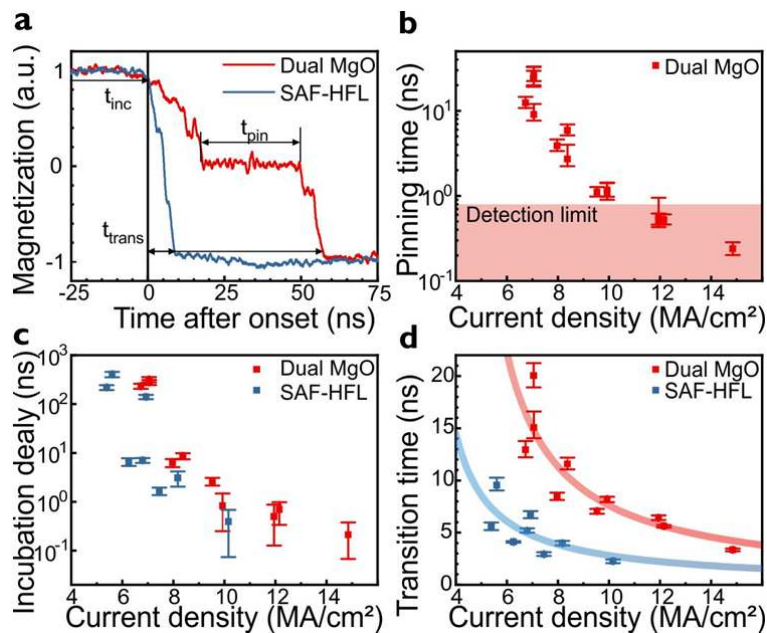 a
Magnetization (a.u.)
1
0
-1
Dual MgO
SAF-HFL
t_inc
t_pin
t_trans
-25 0 25 50 75
Time after onset (ns)
b
Pinning time (ns)
10^1
10^0
10^-1
Dual MgO
Detection limit
4 6 8 10 12 14
Current density (MA/cm²)
c
Incubation dealy (ns)
10^3
10^2
10^1
10^0
10^-1
Dual MgO
SAF-HFL
4 6 8 10 12 14
Current density (MA/cm²)
d
Transition time (ns)
20
15
10
5
0
Dual MgO
SAF-HFL
4 6 8 10 12 14
Current density (MA/cm²)